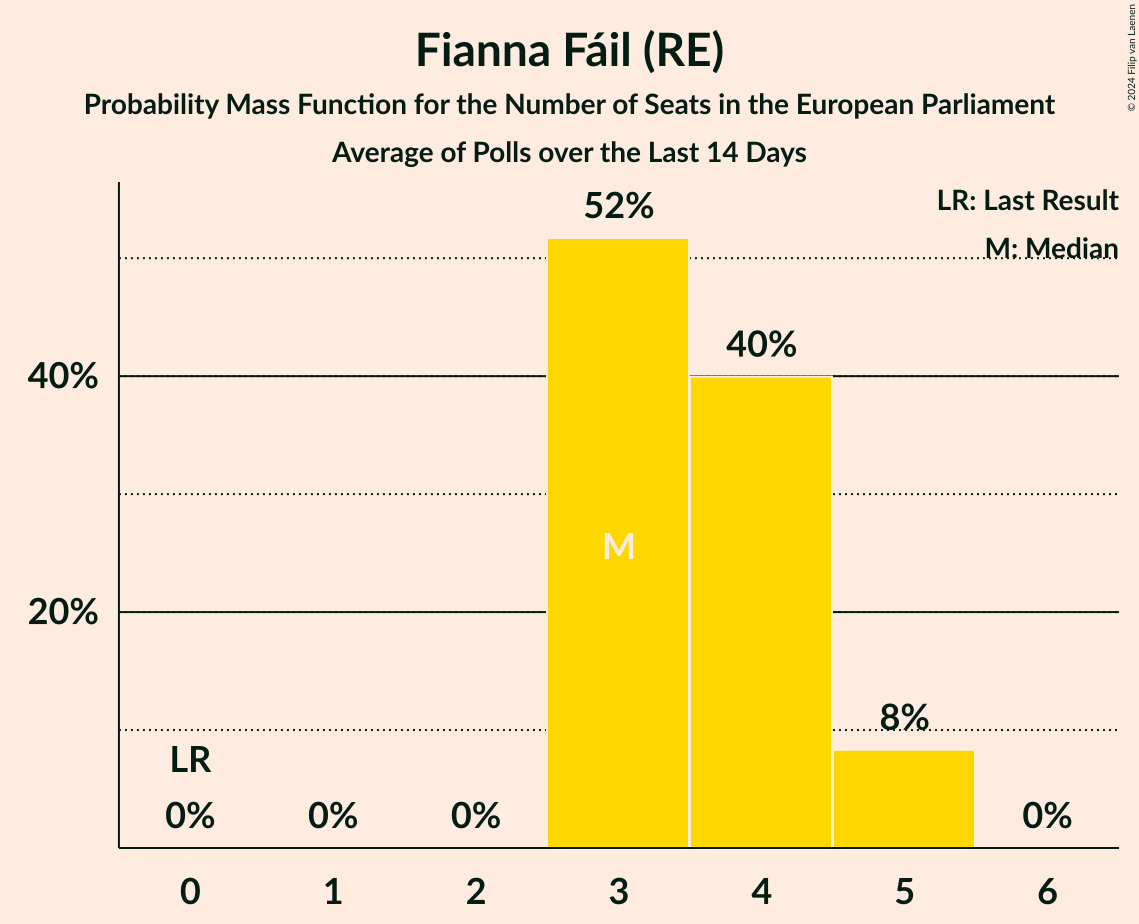 Fianna Fáil (RE)
Probability Mass Function for the Number of Seats in the European Parliament
Average of Polls over the Last 14 Days
© 2024 Filip van Laenen
LR: Last Result
M: Median
52%
40%
40%
M
20%
8%
LR
0%
0%
0%
0%
0
1
2
3
4
5
6